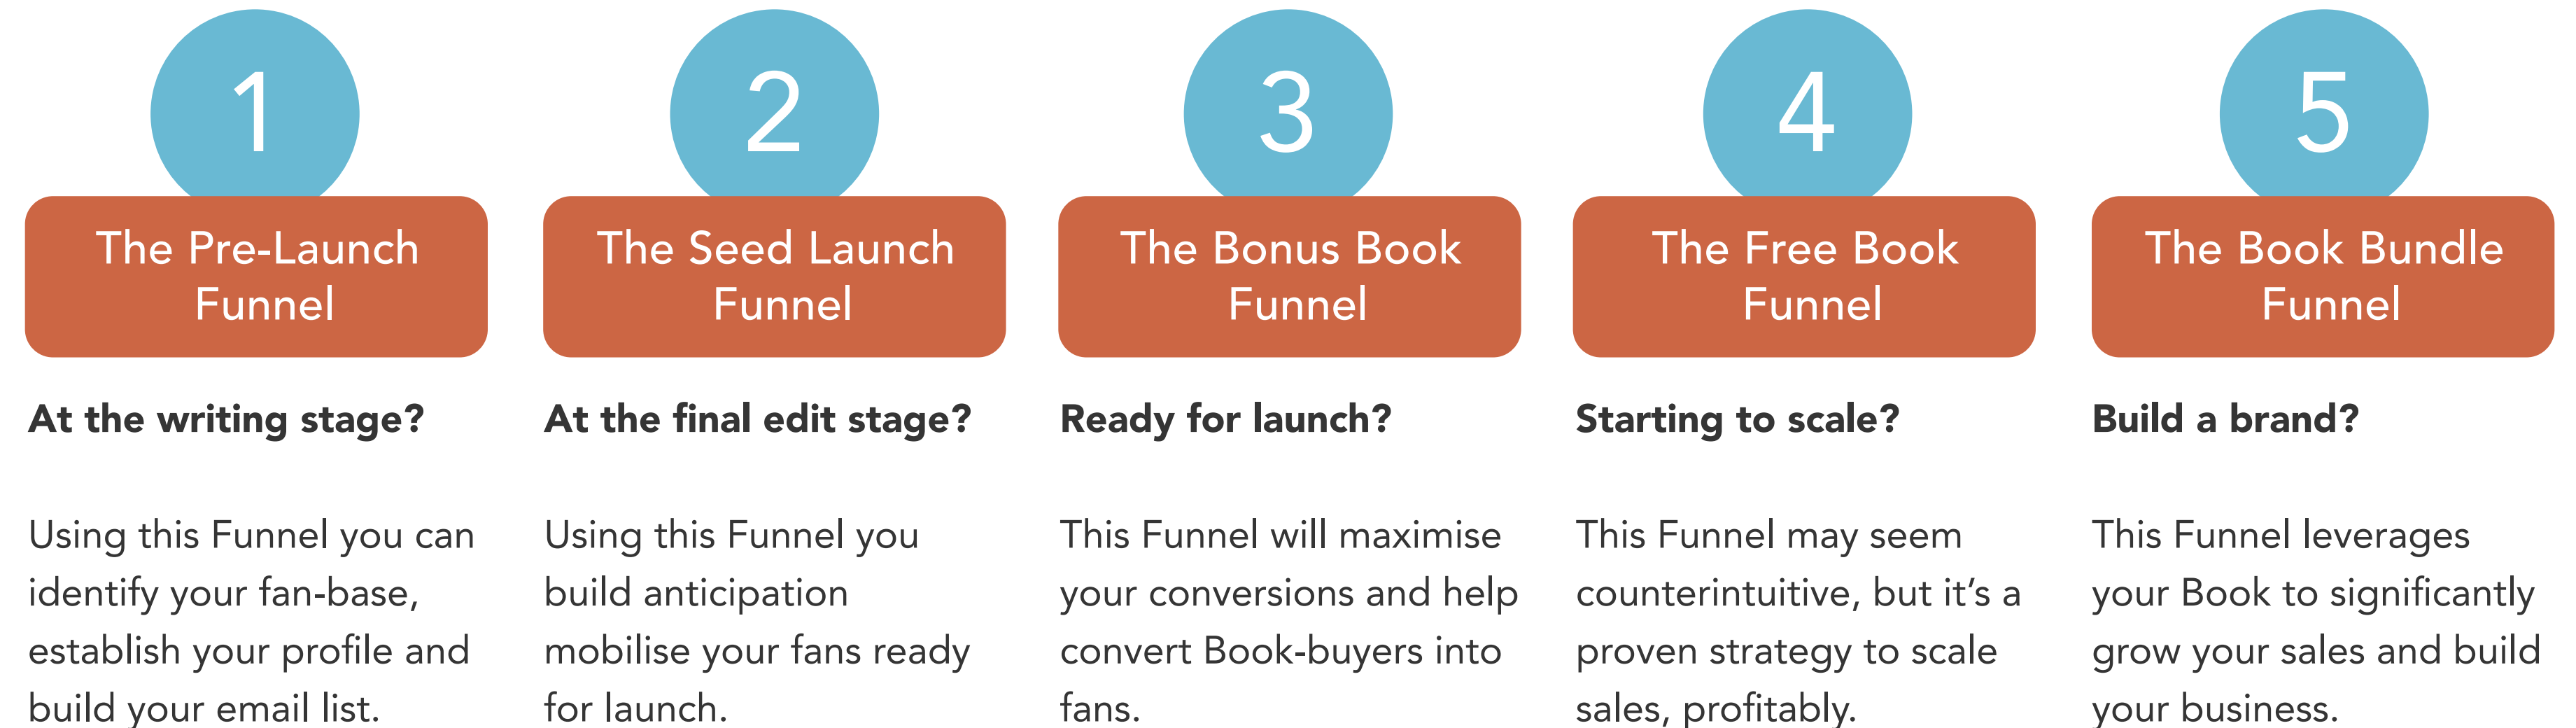 1
The Pre-Launch
Funnel
At the writing stage?
Using this Funnel you can
identify your fan-base,
establish your profile and
build your email list.
2
The Seed Launch
Funnel
At the final edit stage?
Using this Funnel you
build anticipation
mobilise your fans ready
for launch.
3
The Bonus Book
Funnel
Ready for launch?
This Funnel will maximise
your conversions and help
convert Book-buyers into
fans.
4
The Free Book
Funnel
Starting to scale?
This Funnel may seem
counterintuitive, but it’s a
proven strategy to scale
sales, profitably.
5
The Book Bundle
Funnel
Build a brand?
This Funnel leverages
your Book to significantly
grow your sales and build
your business.